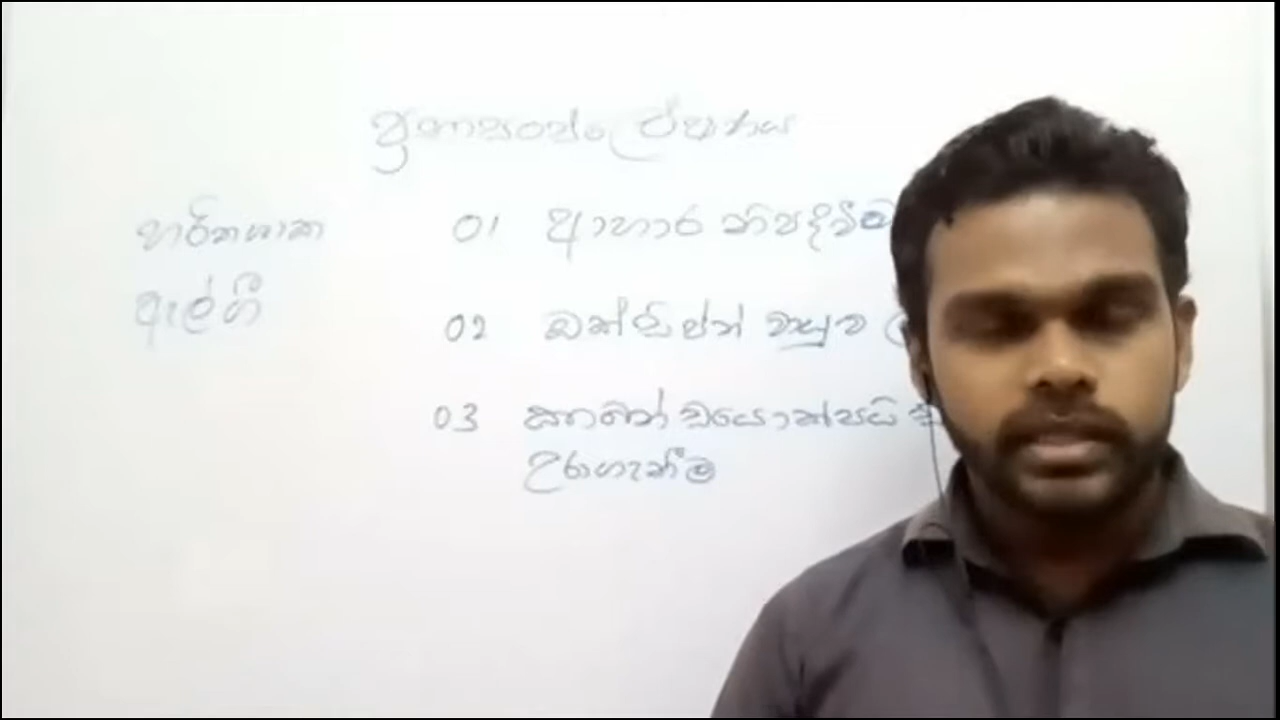 ප්‍රභාසංශ්ලේෂණය
හරිතශාක
ඇල්ගී
01 ආහාර නිපදවීම
02 ඔක්සිජන් වායුව
03 කාබන් ඩයොක්සයිඩ්
උරාගැනීම